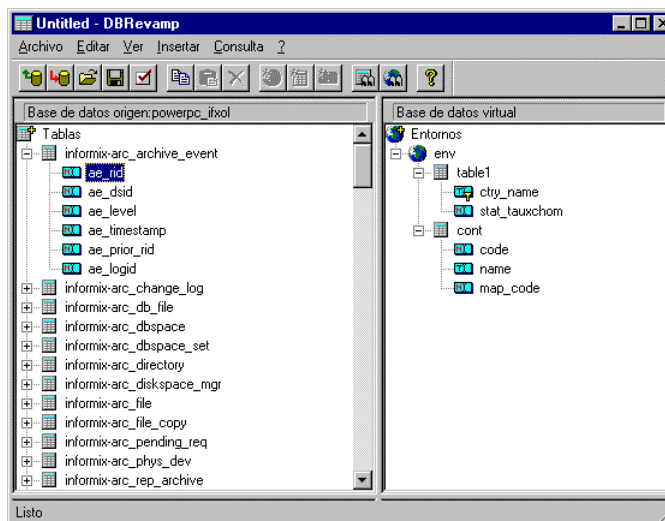 Untitled - DBRevamp
Archivo Editar Ver Insertar Consulta ?
Base de datos origen:powerpc_ifxol
Tablas
informix-arc_archive_event
ae_rid
ae_dsid
ae_level
ae_timestamp
ae_prior_rid
ae_logid
informix-arc_change_log
informix-arc_db_file
informix-arc_dbspace
informix-arc_dbspace_set
informix-arc_directory
informix-arc_diskspace_mgr
informix-arc_file
informix-arc_file_copy
informix-arc_pending_req
informix-arc_phys_dev
informix-arc_rep_archive
Base de datos virtual
Entornos
env
table1
ctry_name
stat_tauxchom
cont
code
name
map_code
Listo